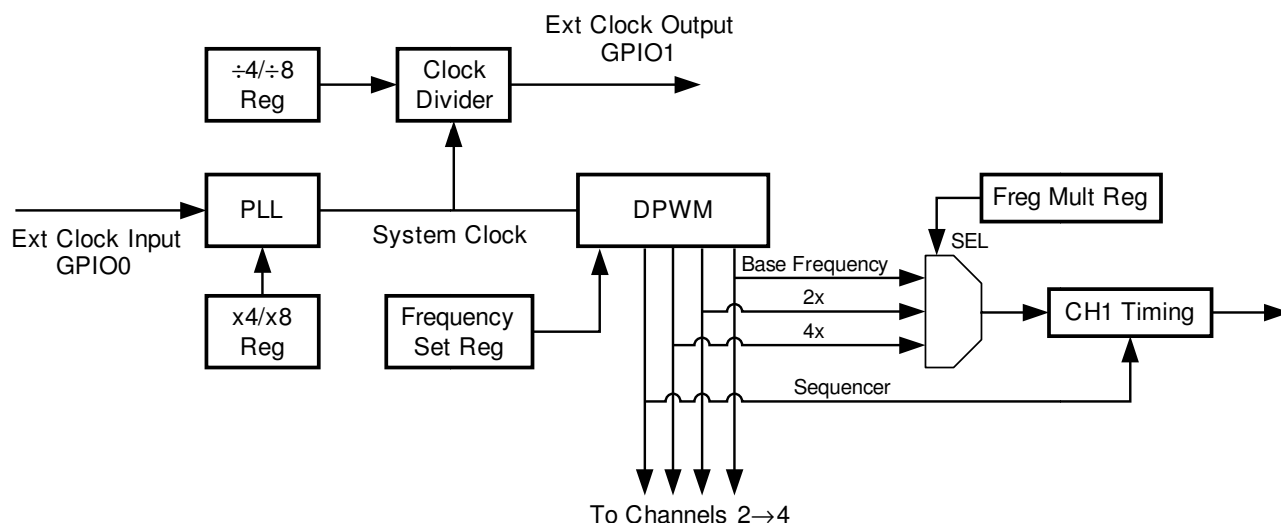 Ext Clock Output
GPIO1
÷4/÷8
Reg
Clock
Divider
PLL
DPWM
Freg Mult Reg
Ext Clock Input
GPIO0
System Clock
SEL
Base Frequency
x4/x8
Reg
Frequency
Set Reg
2x
CH1 Timing
4x
Sequencer
To Channels 2→4